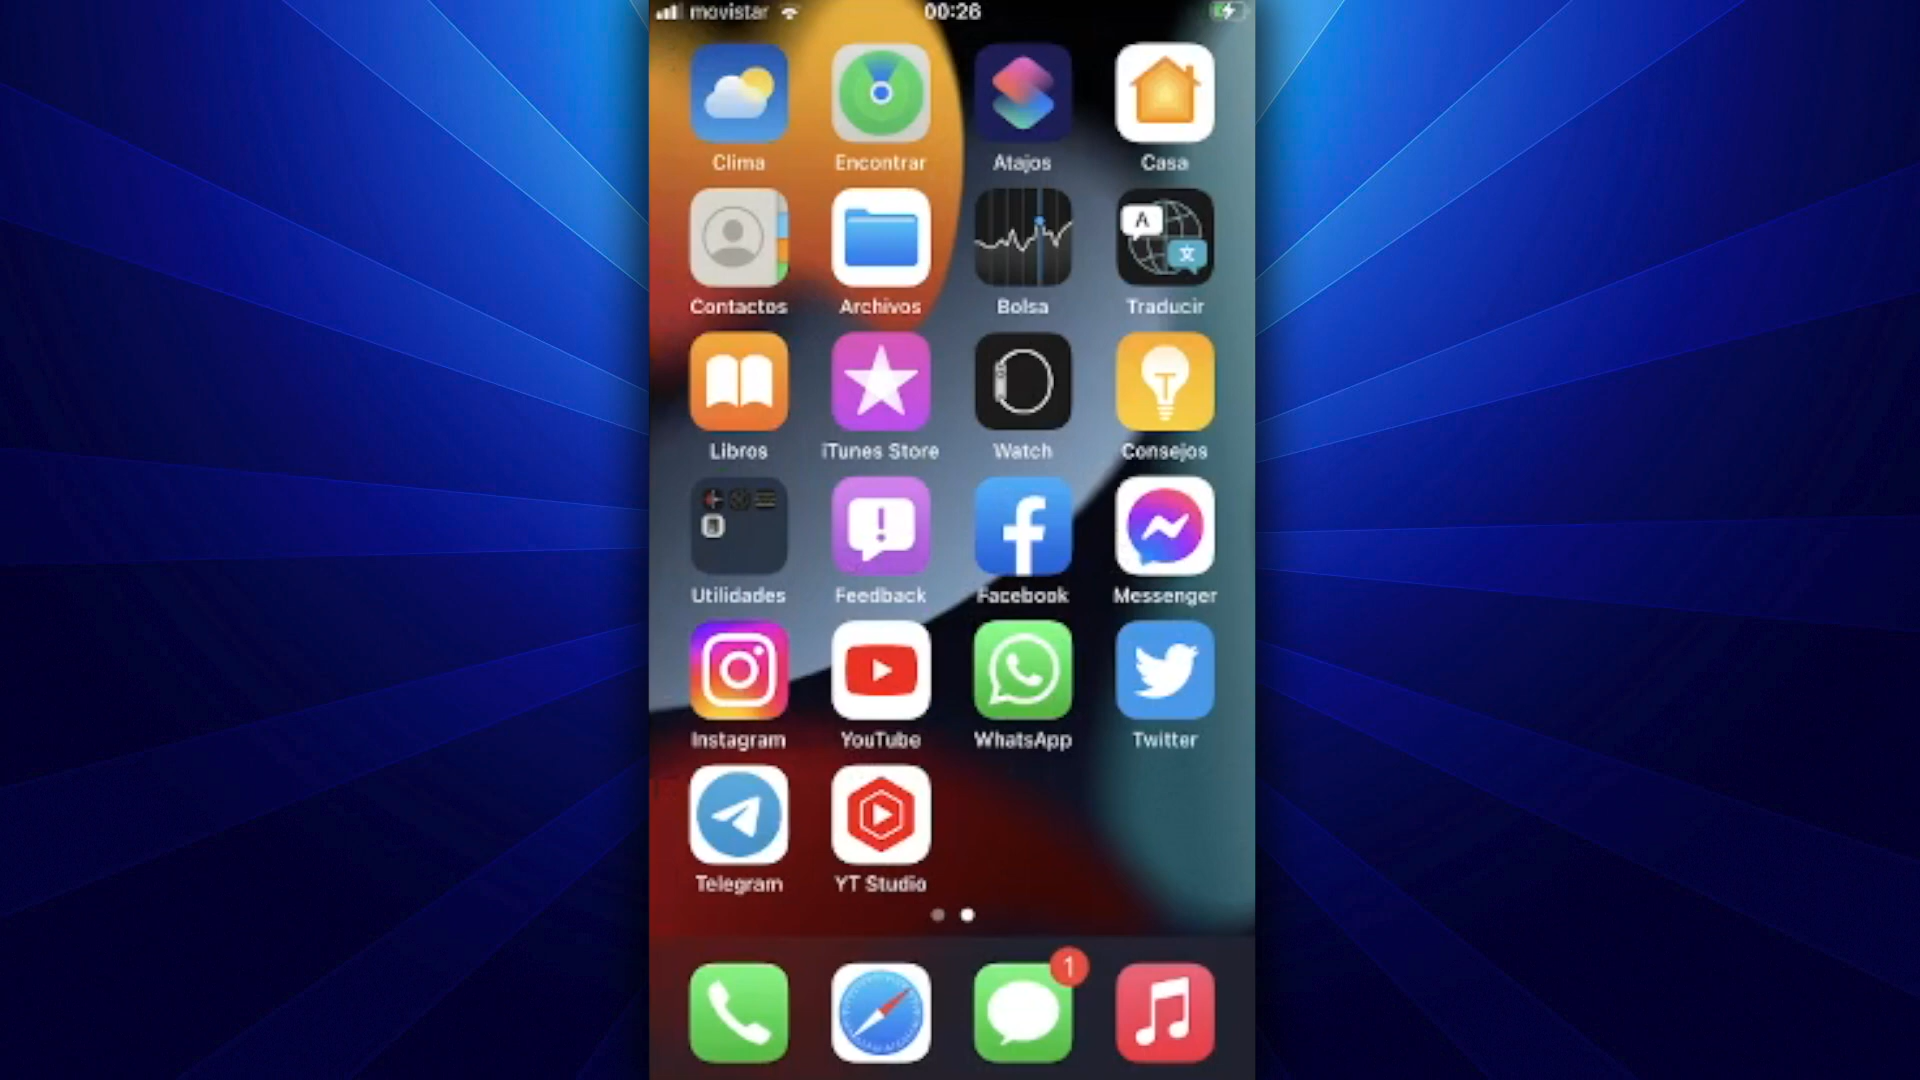 movistar 00:26
Clima Encontrar Atajos Casa
A 文
Contactos Archivos Bolsa Traducir
Libros iTunes Store Watch Consejos
Utilidades Feedback Facebook Messenger
Instagram YouTube WhatsApp Twitter
Telegram YT Studio
1